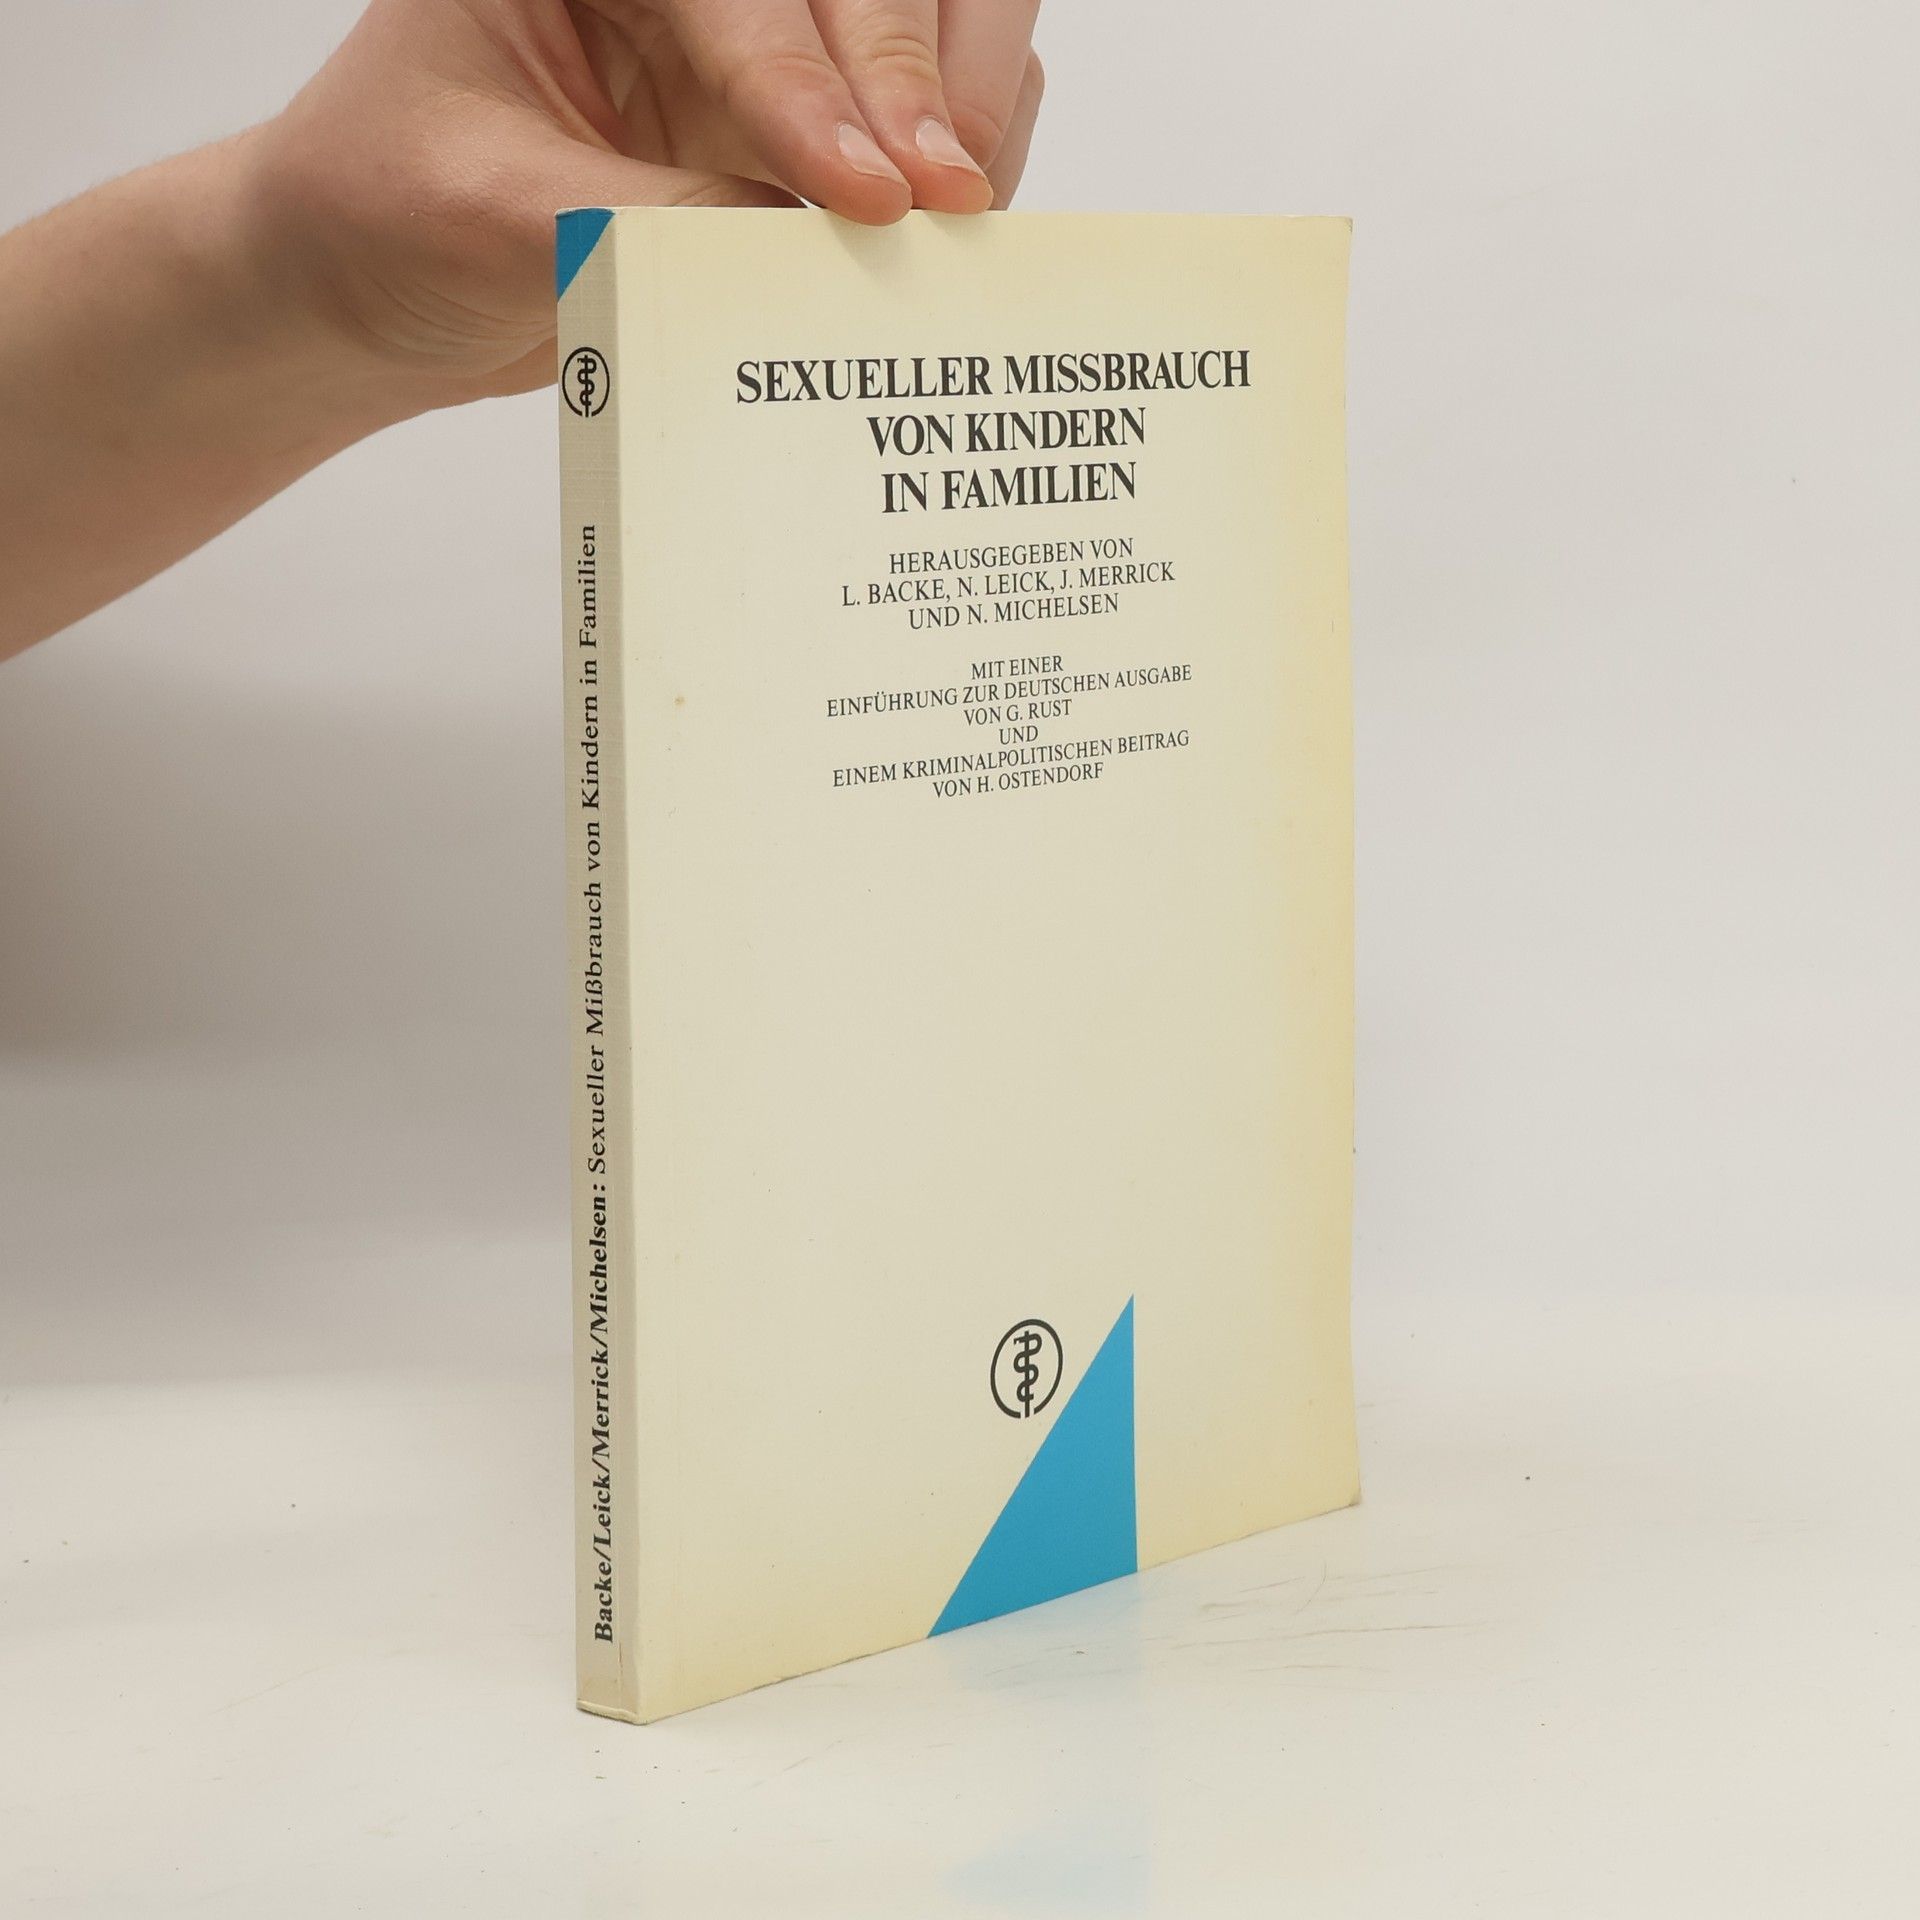 SEXUELLER MISSBRAUCH
VON KINDERN
IN FAMILIEN
HERAUSGEGEBEN VON
L. BACKE, N. LEICK, J. MERRICK
UND N. MICHELSEN
MIT EINER
EINFÜHRUNG ZUR DEUTSCHEN AUSGABE
VON G. RUST
UND
EINEM KRIMINALPOLITISCHEN BEITRAG
VON H. OSTENDORF
Backe/Leick/Merrick/Michelsen: Sexueller Mißbrauch von Kindern in Familien